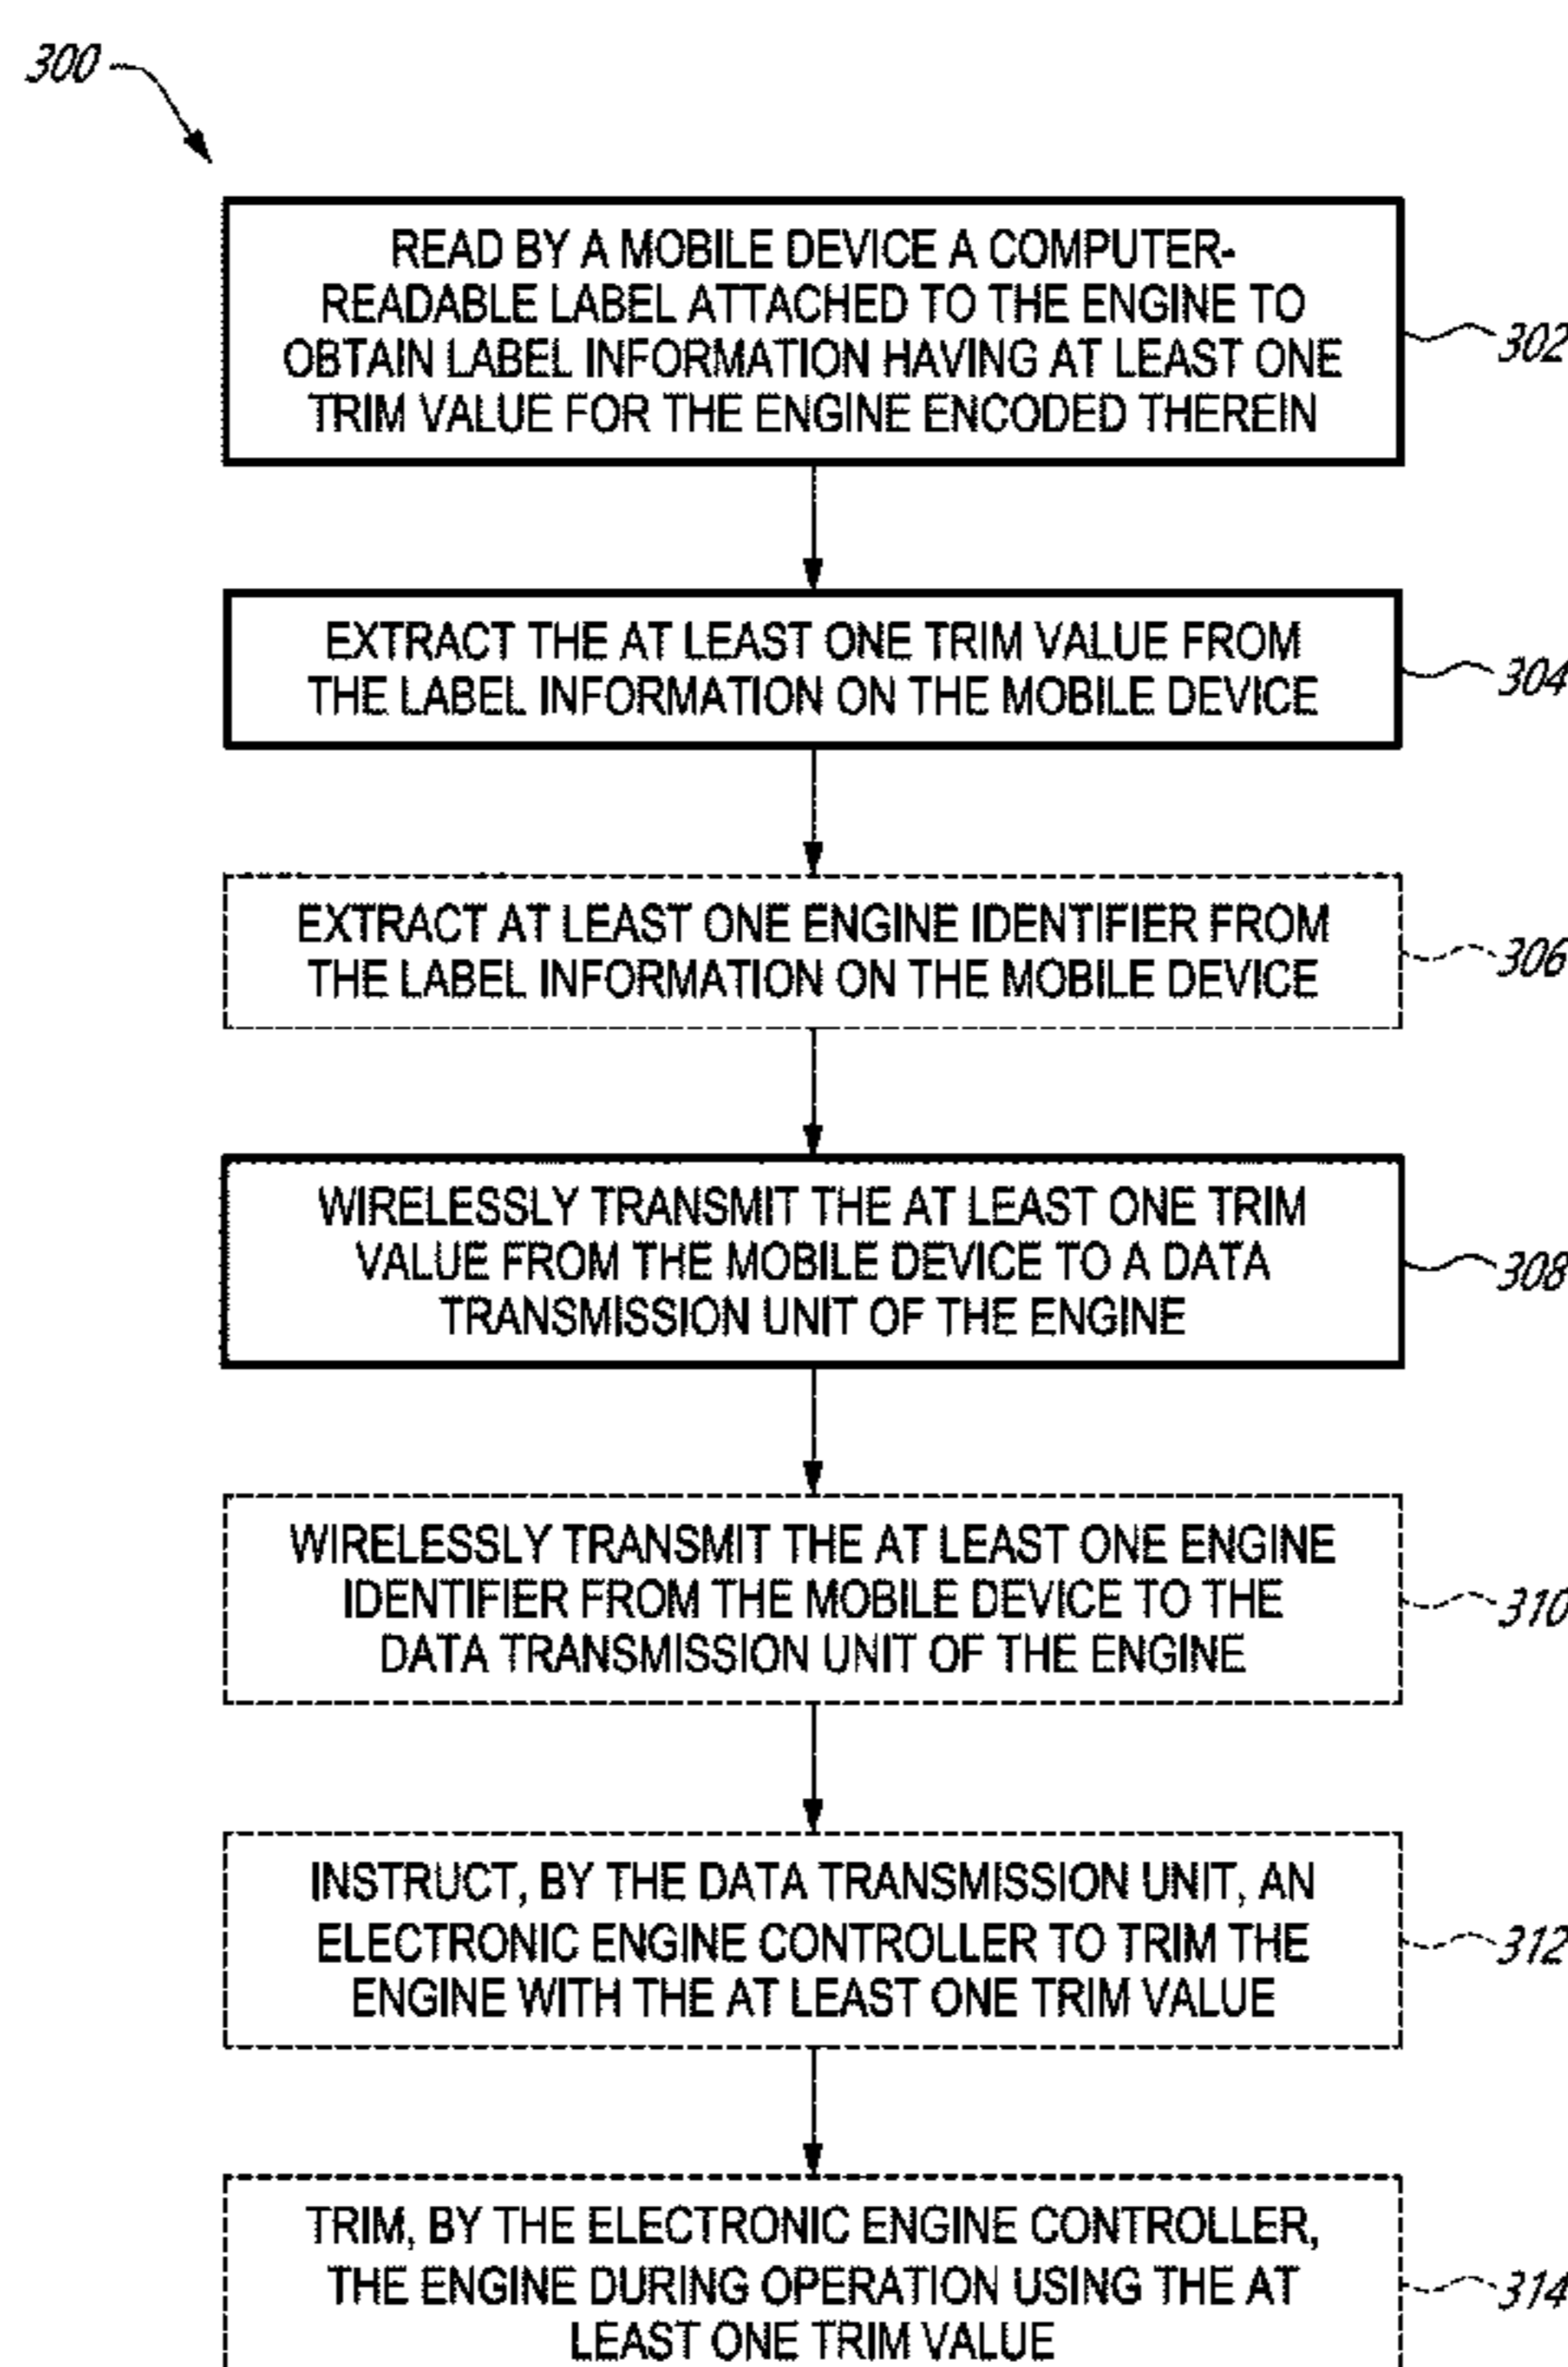 300
READ BY A MOBILE DEVICE A COMPUTER-
READABLE LABEL ATTACHED TO THE ENGINE TO
OBTAIN LABEL INFORMATION HAVING AT LEAST ONE
TRIM VALUE FOR THE ENGINE ENCODED THEREIN
302
EXTRACT THE AT LEAST ONE TRIM VALUE FROM
THE LABEL INFORMATION ON THE MOBILE DEVICE
304
EXTRACT AT LEAST ONE ENGINE IDENTIFIER FROM
THE LABEL INFORMATION ON THE MOBILE DEVICE
306
WIRELESSLY TRANSMIT THE AT LEAST ONE TRIM
VALUE FROM THE MOBILE DEVICE TO A DATA
TRANSMISSION UNIT OF THE ENGINE
308
WIRELESSLY TRANSMIT THE AT LEAST ONE ENGINE
IDENTIFIER FROM THE MOBILE DEVICE TO THE
DATA TRANSMISSION UNIT OF THE ENGINE
310
INSTRUCT, BY THE DATA TRANSMISSION UNIT, AN
ELECTRONIC ENGINE CONTROLLER TO TRIM THE
ENGINE WITH THE AT LEAST ONE TRIM VALUE
312
TRIM, BY THE ELECTRONIC ENGINE CONTROLLER,
THE ENGINE DURING OPERATION USING THE AT
LEAST ONE TRIM VALUE
314